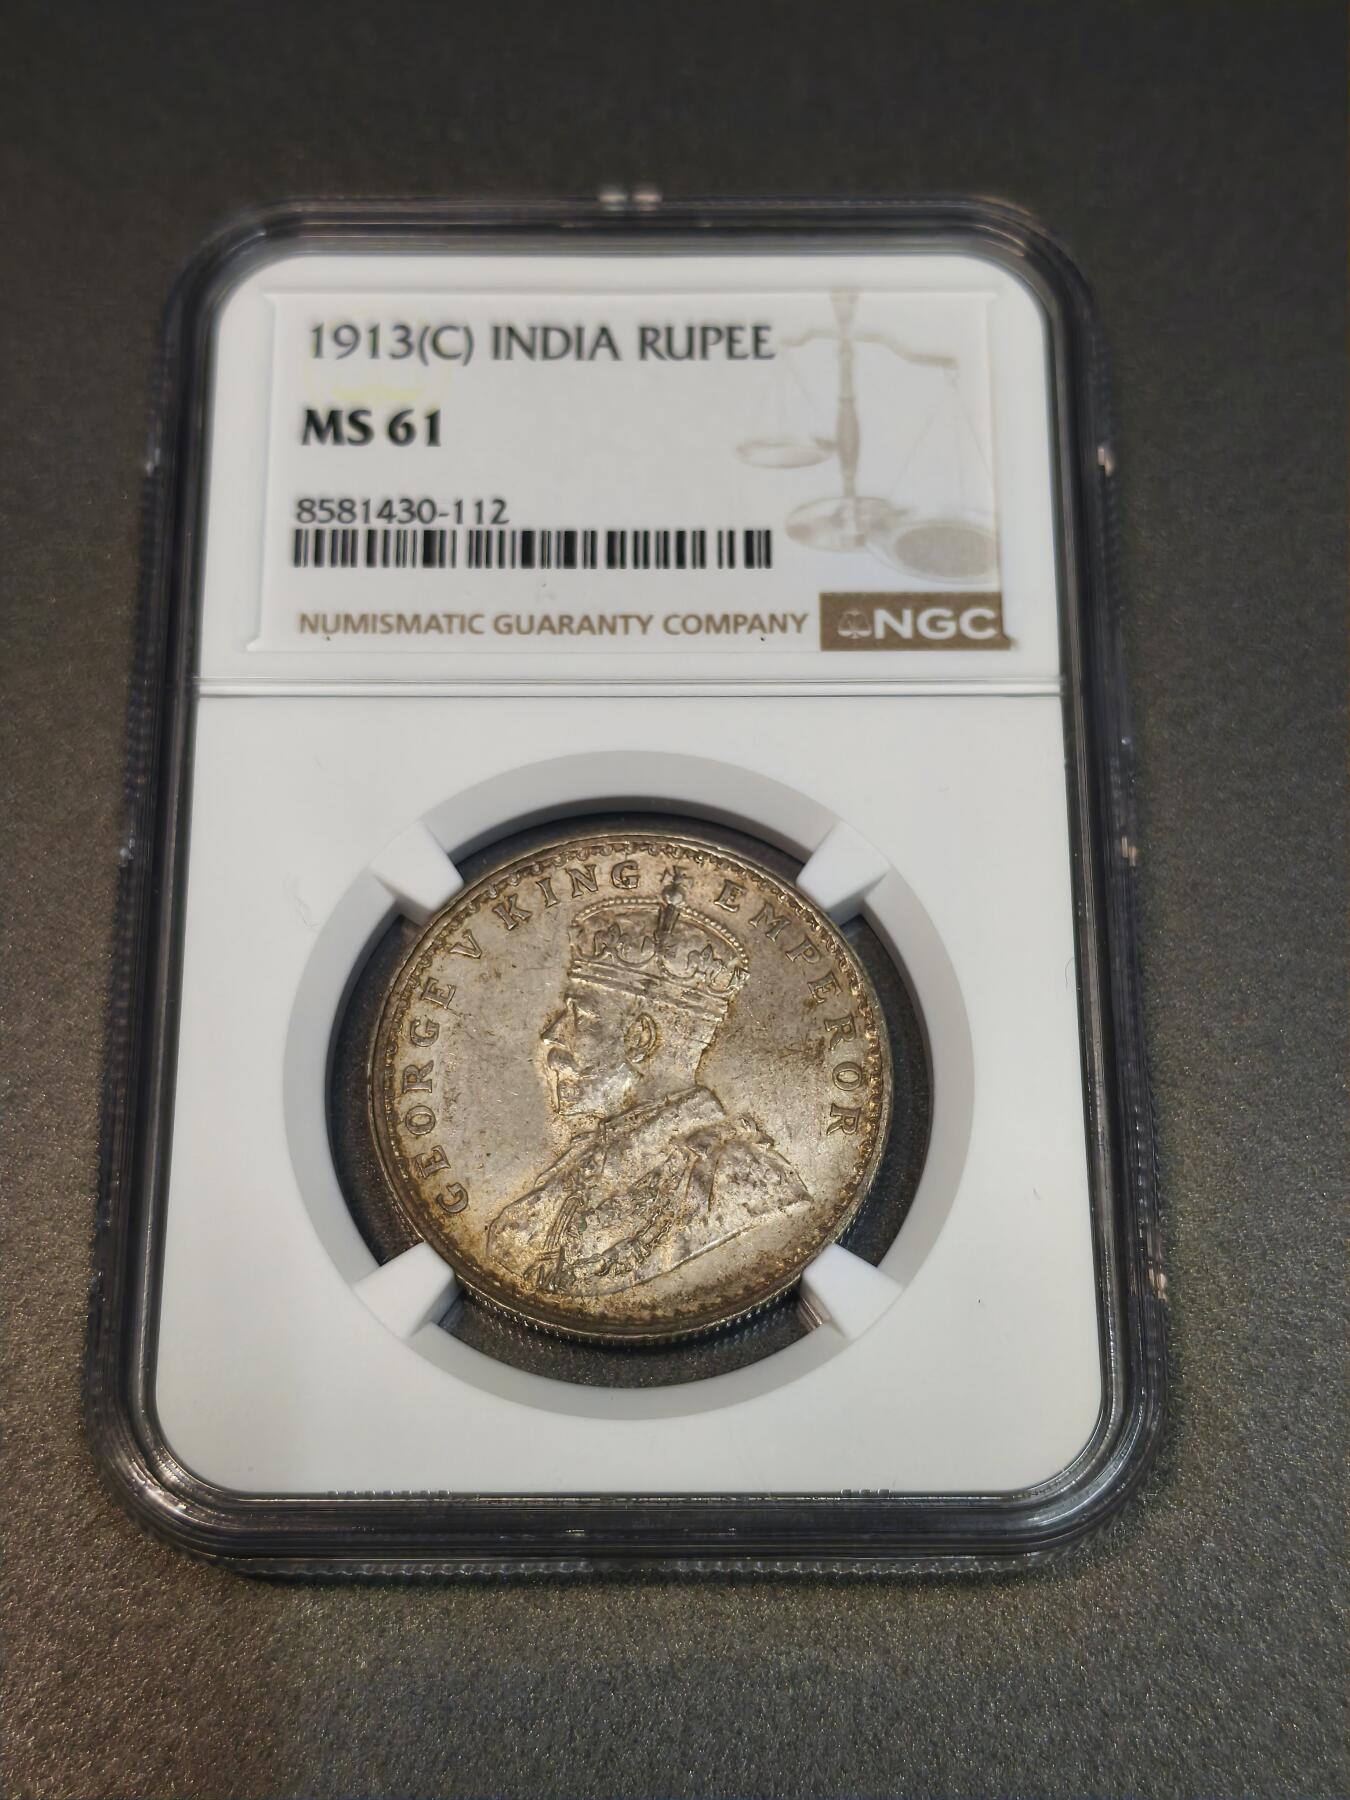 1913(C) INDIA RUPEE
MS 61
8581430-112
NUMISMATIC GUARANTY COMPANY NGC
GEORGE V KING EMPEROR